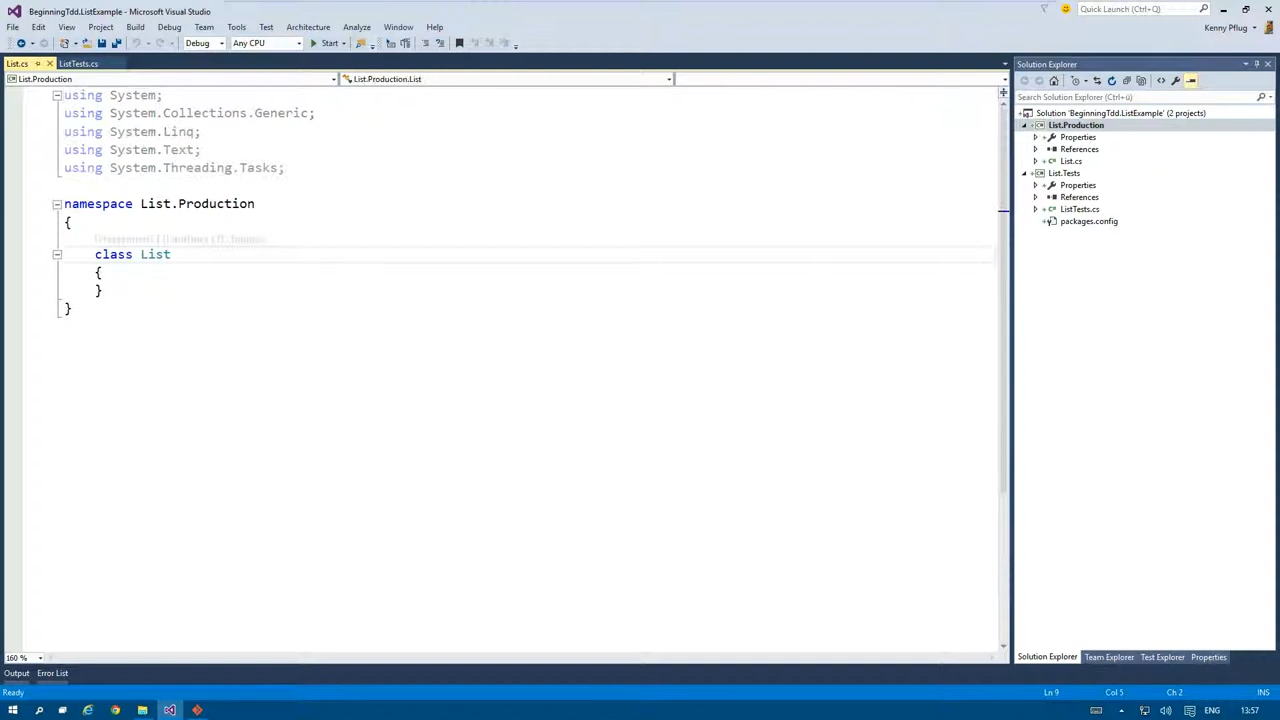 BeginningTdd.ListExample - Microsoft Visual Studio
Quick Launch (Ctrl+Q)
File Edit View Project Build Debug Team Tools Test Architecture Analyze Window Help
Kenny Pflug
Debug Any CPU Start
List.cs ListTests.cs
List.Production List.Production.List
using System;
using System.Collections.Generic;
using System.Linq;
using System.Text;
using System.Threading.Tasks;
namespace List.Production
{
class List
{
}
}
160 %
Solution Explorer
Search Solution Explorer (Ctrl+ü)
Solution 'BeginningTdd.ListExample' (2 projects)
List.Production
Properties
References
List.cs
List.Tests
Properties
References
ListTests.cs
packages.config
Solution Explorer Team Explorer Test Explorer Properties
Output Error List
Ready Ln 9 Col 5 Ch 2 INS
ENG 13:57